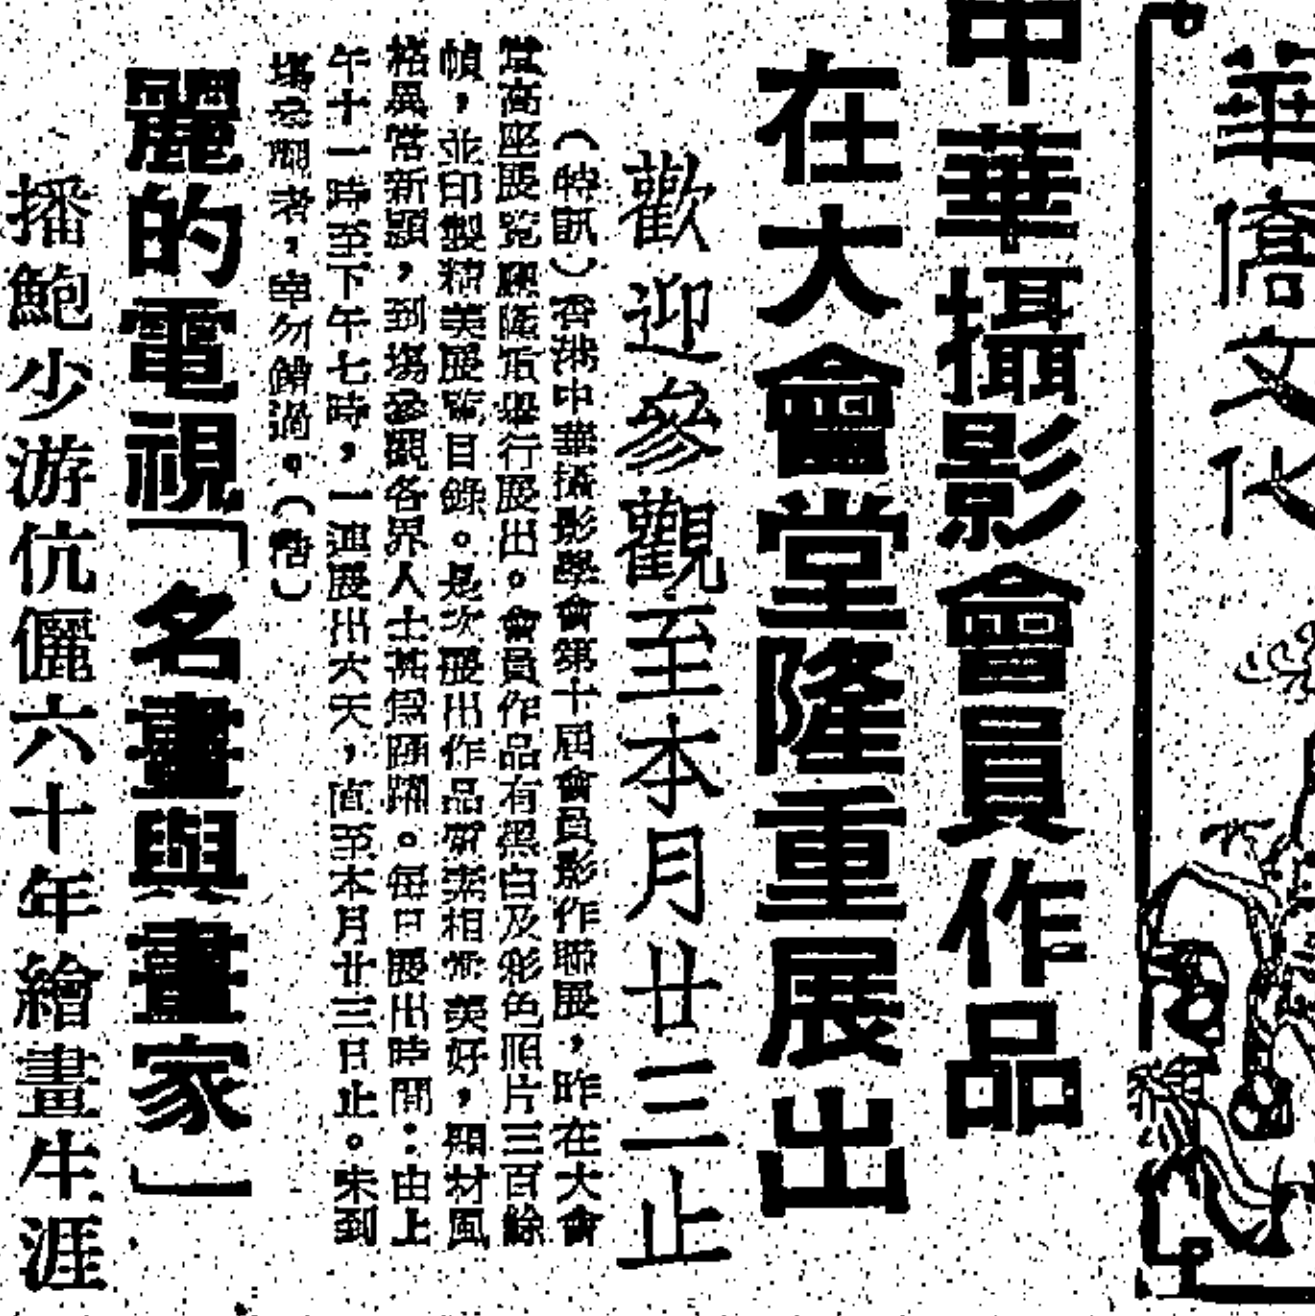 華僑文化
中華攝影會員作品
在大會堂隆重展出
歡迎參觀至本月廿三止
（特訊）香港中華攝影學會第十屆會員影作聯展，昨在大會
堂高座展覽廳隆重舉行展出。會員作品有黑白及彩色照片三百餘
幀，並印製精美展覽目錄。是次展出作品質素相當美好，題材風
格異常新穎，到場參觀各界人士甚為踴躍。每日展出時間：由上
午十一時至下午七時，一連展出六天，直至本月廿三日止。未到
場參觀者，幸勿錯過。
麗的電視「名畫與畫家」
播鮑少游伉儷六十年繪畫生涯